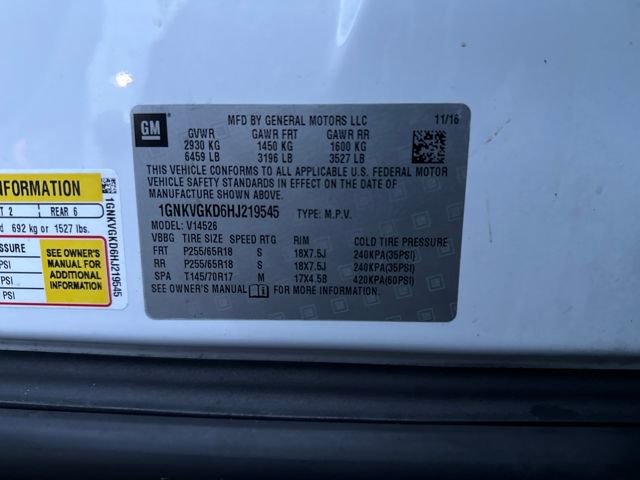 GM
MFD BY GENERAL MOTORS LLC 11/16
GVWR GAWR FRT GAWR RR
2930 KG 1450 KG 1600 KG
6459 LB 3196 LB 3527 LB
THIS VEHICLE CONFORMS TO ALL APPLICABLE U.S. FEDERAL MOTOR
VEHICLE SAFETY STANDARDS IN EFFECT ON THE DATE OF
MANUFACTURE SHOWN ABOVE.
1GNKVGKD6HJ219545 TYPE: M.P.V.
MODEL: V14526
VBBG TIRE SIZE SPEED RTG RIM COLD TIRE PRESSURE
FRT P255/65R18 S 18X7.5J 240KPA(35PSI)
RR P255/65R18 S 18X7.5J 240KPA(35PSI)
SPA T145/70R17 M 17X4.5B 420KPA(60PSI)
SEE OWNER'S MANUAL FOR MORE INFORMATION.
INFORMATION
T 2 REAR 6
692 kg or 1527 lbs.
ESSURE
PSI
PSI
PSI
SEE OWNER'S
MANUAL FOR
ADDITIONAL
INFORMATION
1GNKVGKD6HJ219545